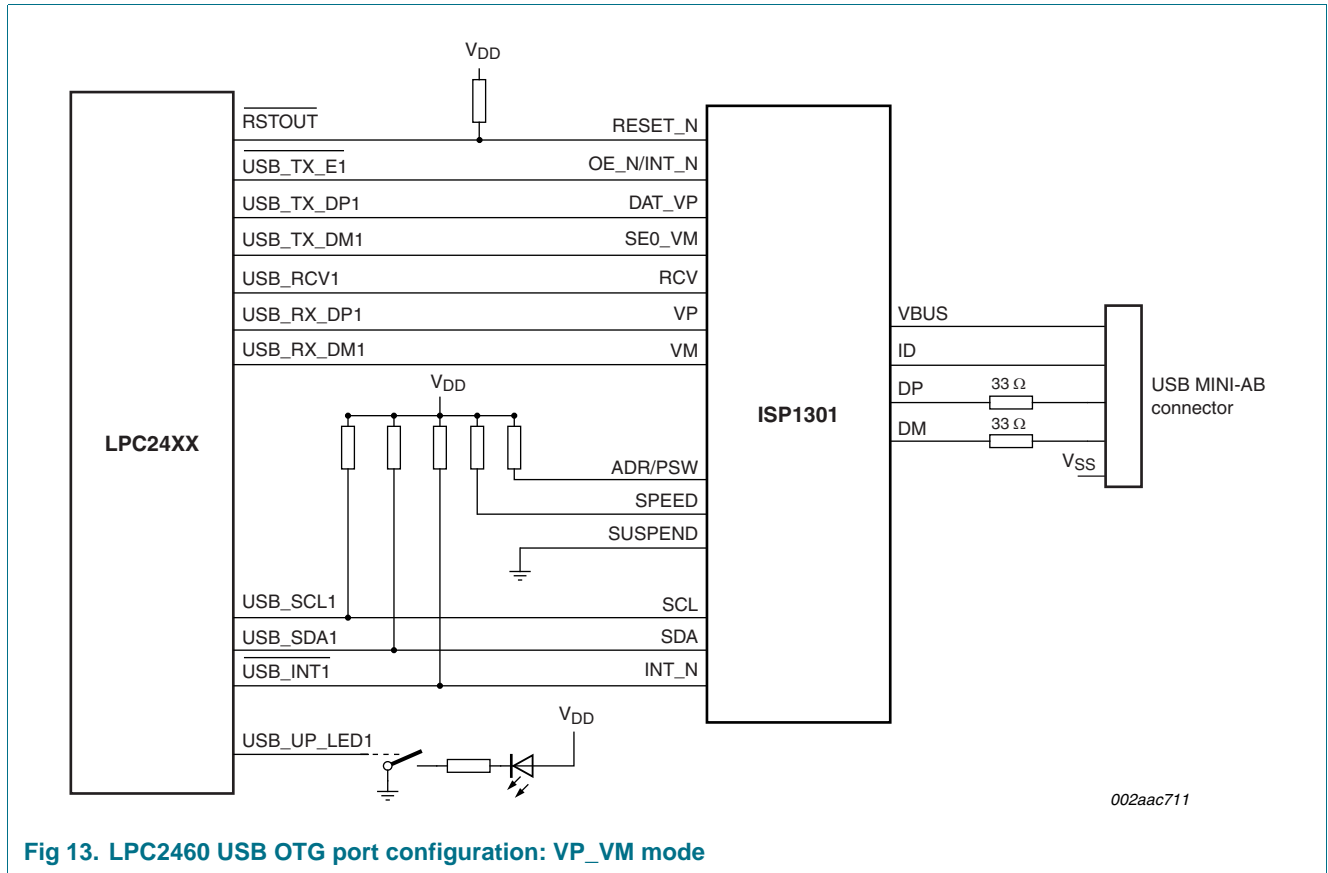 VDD
RSTOUT
RESET_N
USB_TX_E1
OE_N/INT_N
USB_TX_DP1
DAT_VP
USB_TX_DM1
SE0_VM
USB_RCV1
RCV
USB_RX_DP1
VP
USB_RX_DM1
VM
VBUS
ID
DP
33 Ω
DM
33 Ω
VSS
USB MINI-AB
connector
LPC24XX
ISP1301
VDD
ADR/PSW
SPEED
SUSPEND
USB_SCL1
SCL
USB_SDA1
SDA
USB_INT1
INT_N
USB_UP_LED1
VDD
002aac711
Fig 13. LPC2460 USB OTG port configuration: VP_VM mode